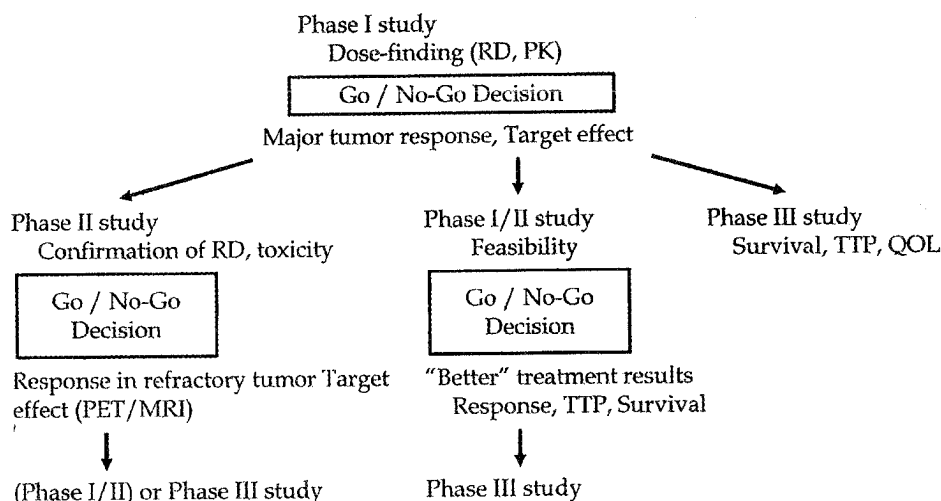 Phase I study
Dose-finding (RD, PK)
Go / No-Go Decision
Major tumor response, Target effect
Phase II study
Confirmation of RD, toxicity
Go / No-Go
Decision
Response in refractory tumor Target
effect (PET/MRI)
(Phase I/II) or Phase III study
Phase I/II study
Feasibility
Go / No-Go
Decision
“Better” treatment results
Response, TTP, Survival
Phase III study
Phase III study
Survival, TTP, QOL